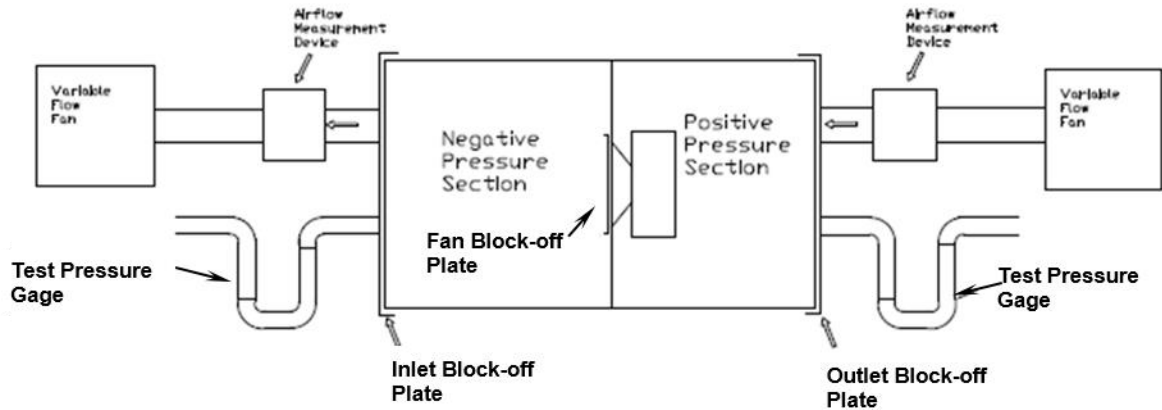 Airflow
Measurement
Device
Airflow
Measurement
Device
Variable
Flow
Fan
Variable
Flow
Fan
Negative
Pressure
Section
Positive
Pressure
Section
Fan Block-off
Plate
Test Pressure
Gage
Test Pressure
Gage
Inlet Block-off
Plate
Outlet Block-off
Plate